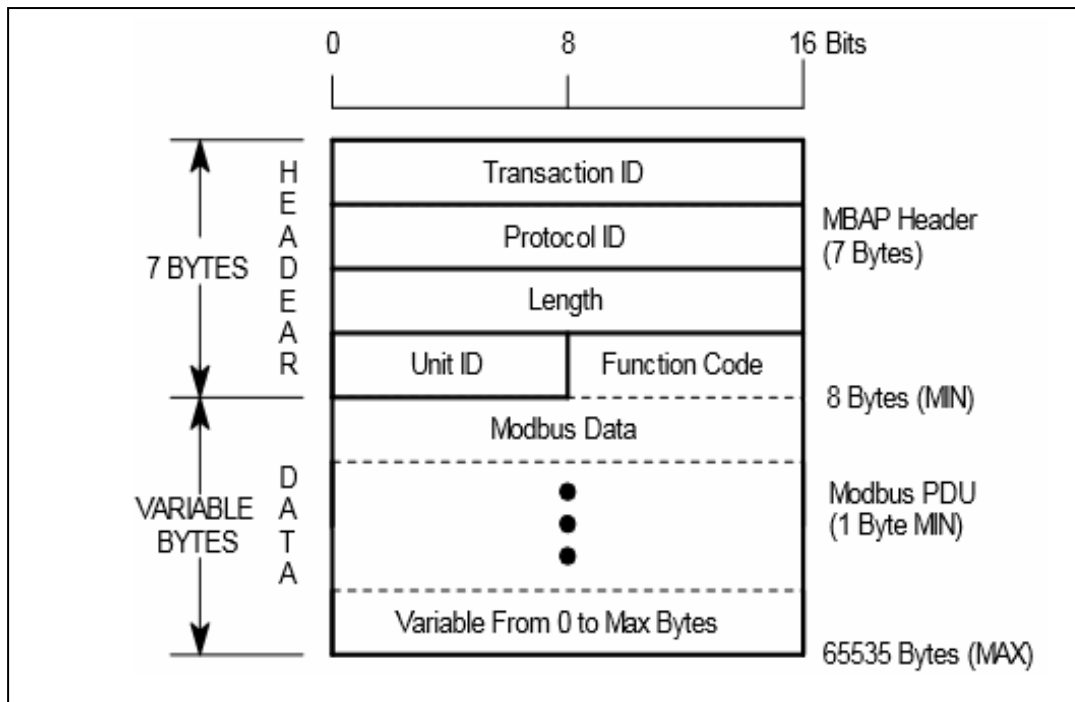 0 8 16 Bits
HEADEAR
7 BYTES
Transaction ID
Protocol ID
Length
Unit ID Function Code
MBAP Header
(7 Bytes)
8 Bytes (MIN)
DATA
VARIABLE
BYTES
Modbus Data
Variable From 0 to Max Bytes
Modbus PDU
(1 Byte MIN)
65535 Bytes (MAX)